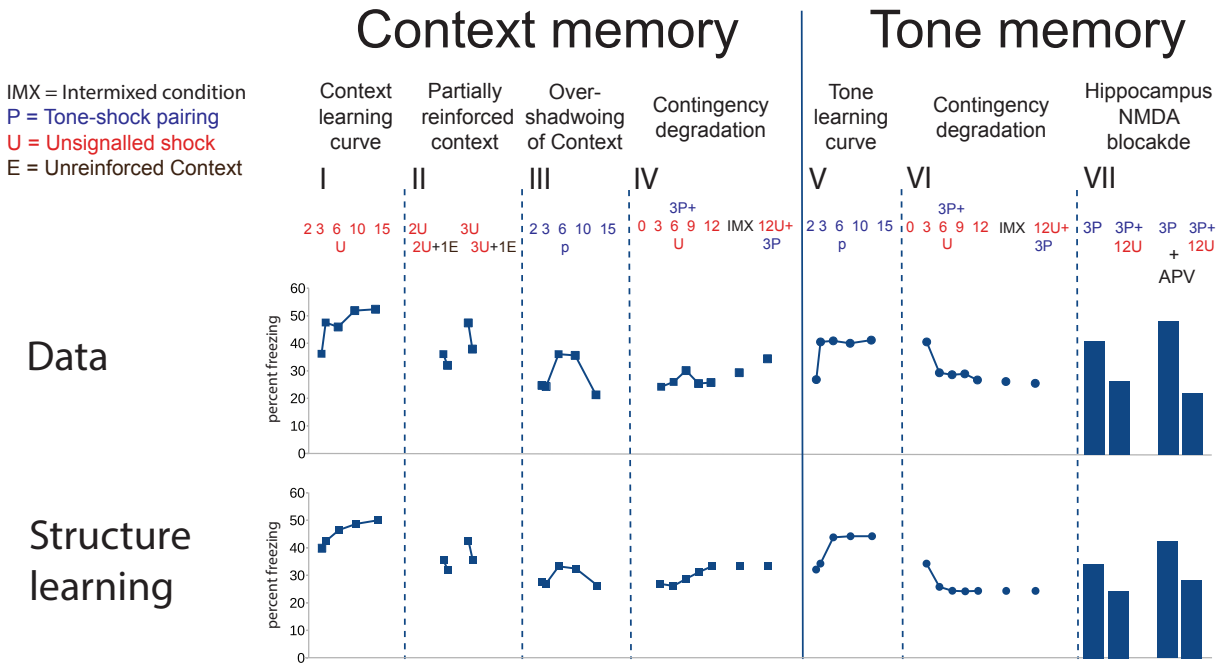 Context memory
Tone memory
IMX = Intermixed condition
P = Tone-shock pairing
U = Unsignalled shock
E = Unreinforced Context
Context
learning
curve
I
Partially
reinforced
context
II
Over-
shadwoing
of Context
III
Contingency
degradation
IV
Tone
learning
curve
V
Contingency
degradation
VI
Hippocampus
NMDA
blocakde
VII
2 3 6 10 15
U
2U 3U
2U+1E 3U+1E
2 3 6 10 15
p
3P+
0 3 6 9 12 IMX 12U+
U 3P
2 3 6 10 15
p
3P+
0 3 6 9 12 IMX 12U+
U 3P
3P 3P+ 3P 3P+
12U + 12U
APV
Data
percent freezing
60
50
40
30
20
10
0
Structure
learning
percent freezing
60
50
40
30
20
10
0